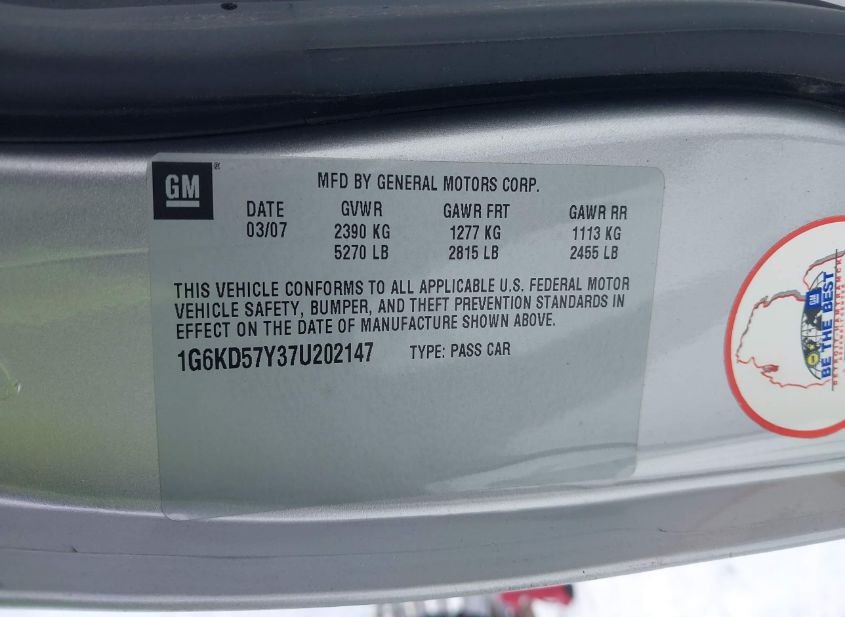 GM
MFD BY GENERAL MOTORS CORP.
DATE GVWR GAWR FRT GAWR RR
03/07 2390 KG 1277 KG 1113 KG
5270 LB 2815 LB 2455 LB
THIS VEHICLE CONFORMS TO ALL APPLICABLE U.S. FEDERAL MOTOR
VEHICLE SAFETY, BUMPER, AND THEFT PREVENTION STANDARDS IN
EFFECT ON THE DATE OF MANUFACTURE SHOWN ABOVE.
1G6KD57Y37U202147 TYPE: PASS CAR
GM
BE THE BEST